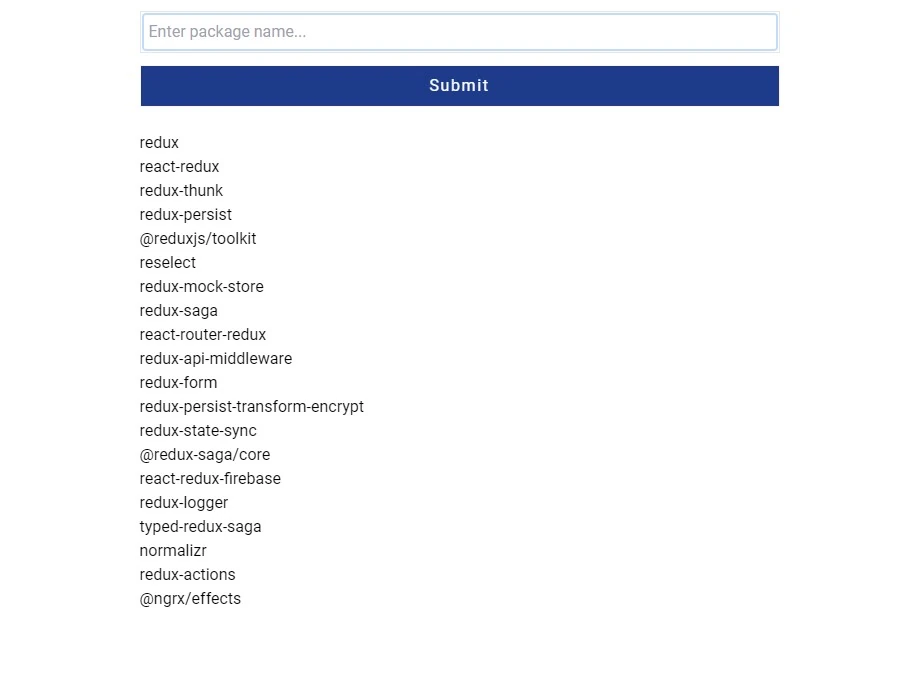 Enter package name...
Submit
redux
react-redux
redux-thunk
redux-persist
@reduxjs/toolkit
reselect
redux-mock-store
redux-saga
react-router-redux
redux-api-middleware
redux-form
redux-persist-transform-encrypt
redux-state-sync
@redux-saga/core
react-redux-firebase
redux-logger
typed-redux-saga
normalizr
redux-actions
@ngrx/effects